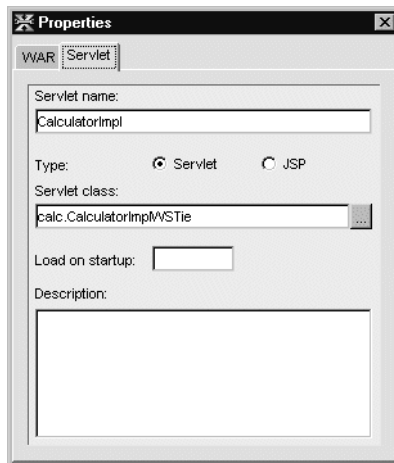 Properties
WAR Servlet
Servlet name:
CalculatorImpl
Type: Servlet JSP
Servlet class:
calc.CalculatorImplWSTie
...
Load on startup:
Description: